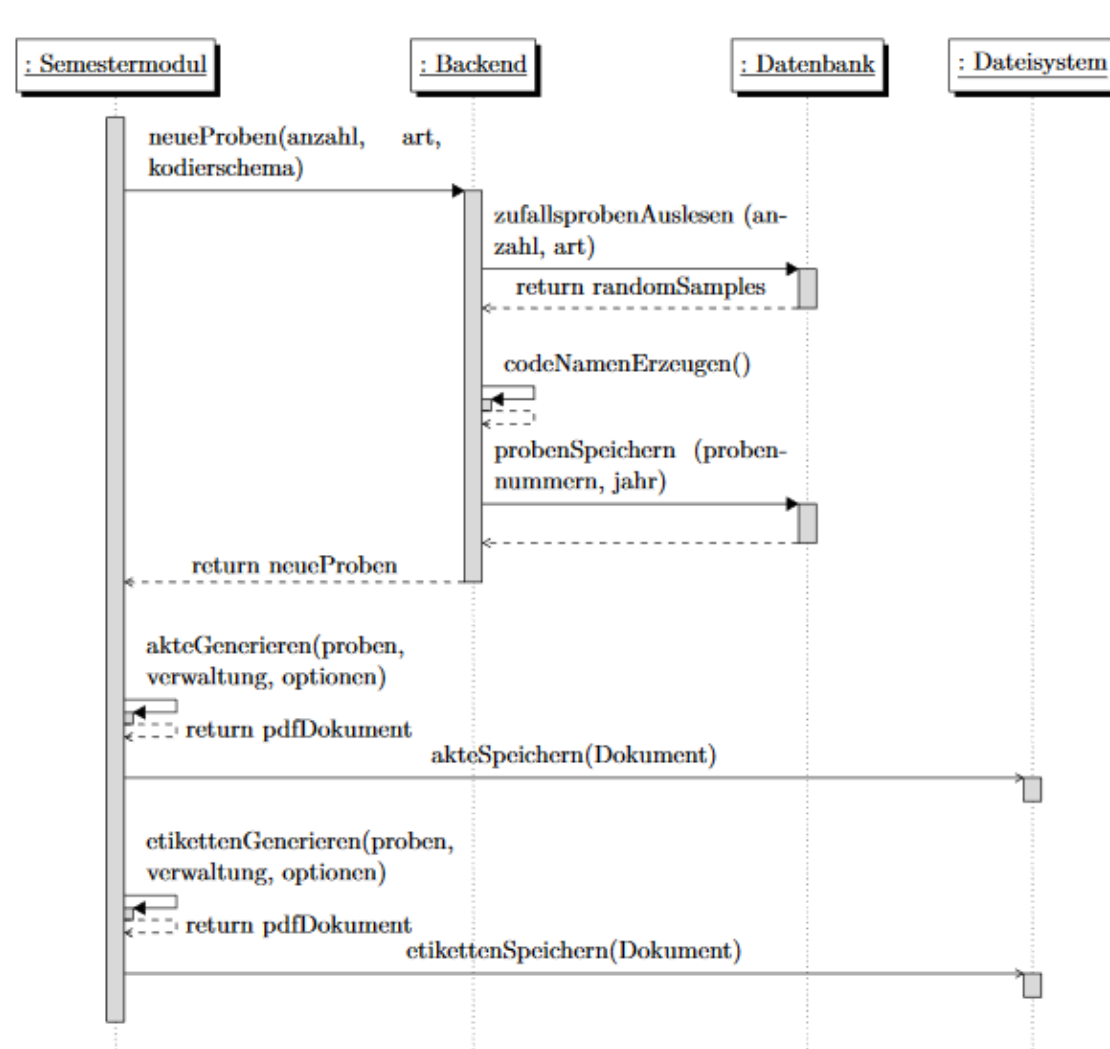 : Semestermodul
: Backend
: Datenbank
: Dateisystem
neueProben(anzahl, art,
kodierschema)
zufallsprobenAuslesen (an-
zahl, art)
return randomSamples
codeNamenErzeugen()
probenSpeichern (proben-
nummern, jahr)
return neueProben
akteGenerieren(proben,
verwaltung, optionen)
return pdfDokument
akteSpeichern(Dokument)
etikettenGenerieren(proben,
verwaltung, optionen)
return pdfDokument
etikettenSpeichern(Dokument)